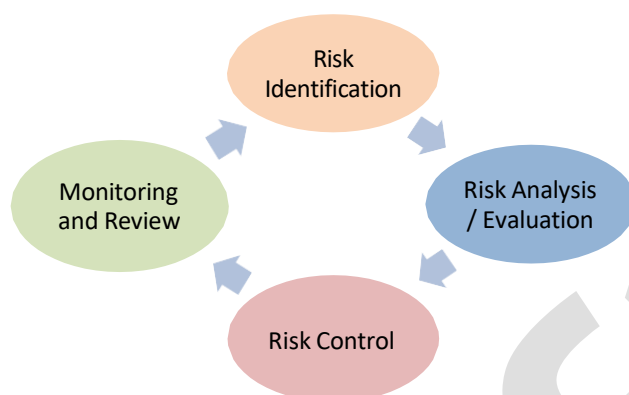 Risk
Identification
Monitoring
and Review
Risk Analysis
/ Evaluation
Risk Control